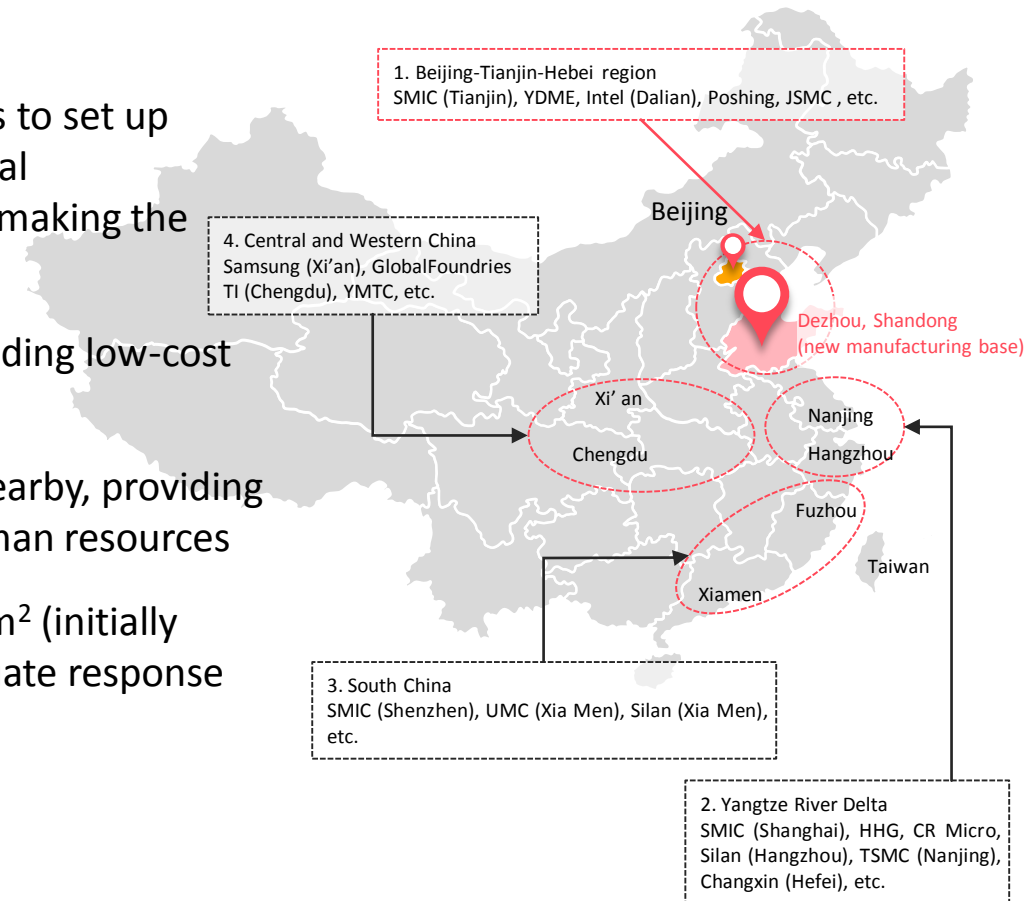 s to set up
al
making the
ding low-cost
earby, providing
nan resources
m² (initially
ate response
1. Beijing-Tianjin-Hebei region
SMIC (Tianjin), YDME, Intel (Dalian), Poshing, JSMC , etc.
4. Central and Western China
Samsung (Xi’an), GlobalFoundries
TI (Chengdu), YMTC, etc.
Beijing
Dezhou, Shandong
(new manufacturing base)
Xi’ an
Chengdu
Nanjing
Hangzhou
Fuzhou
Xiamen
Taiwan
3. South China
SMIC (Shenzhen), UMC (Xia Men), Silan (Xia Men),
etc.
2. Yangtze River Delta
SMIC (Shanghai), HHG, CR Micro,
Silan (Hangzhou), TSMC (Nanjing),
Changxin (Hefei), etc.